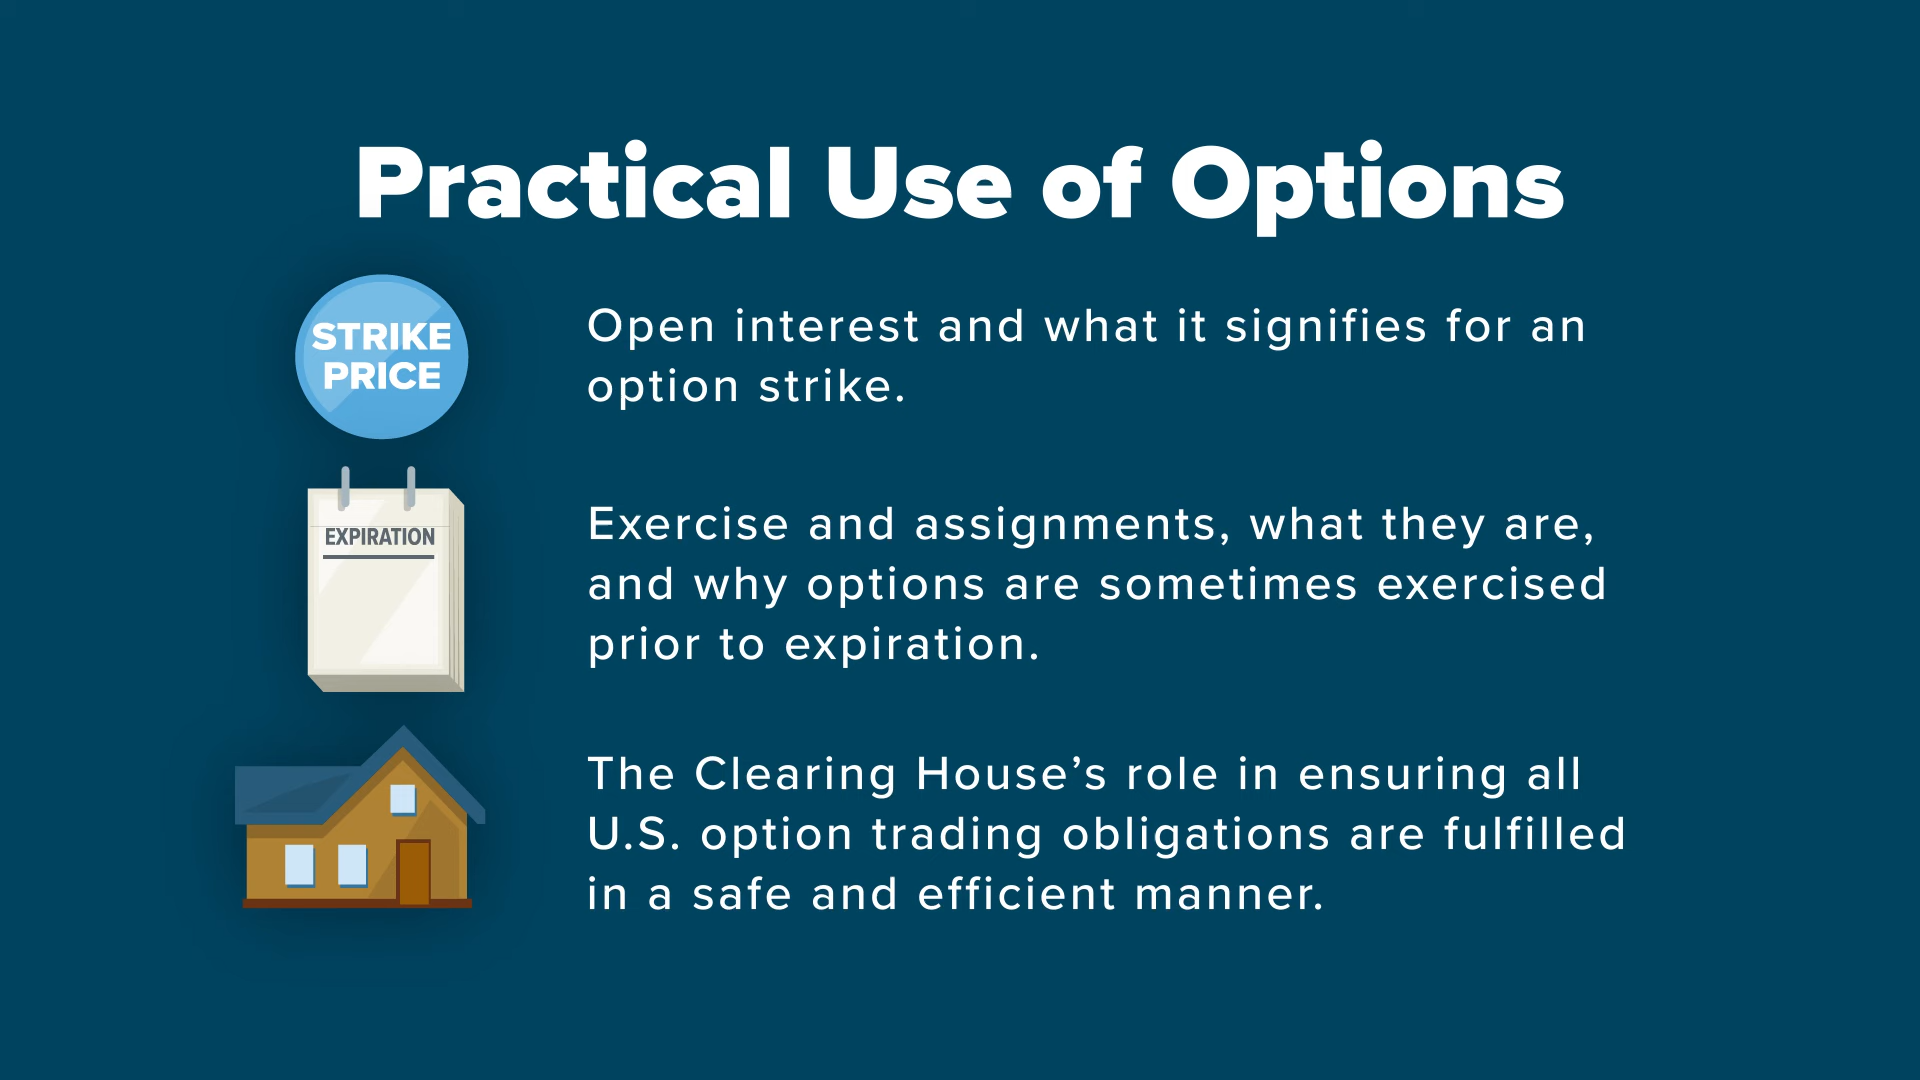 Practical Use of Options
STRIKE
PRICE
Open interest and what it signifies for an
option strike.
EXPIRATION
Exercise and assignments, what they are,
and why options are sometimes exercised
prior to expiration.
The Clearing House’s role in ensuring all
U.S. option trading obligations are fulfilled
in a safe and efficient manner.